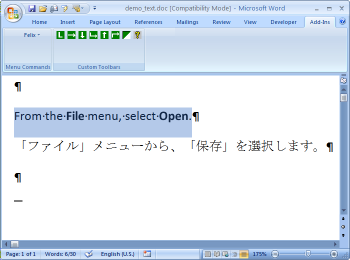 demo_text.doc [Compatibility Mode] - Microsoft Word
Home Insert Page Layout References Mailings Review View Developer Add-Ins
Felix
Menu Commands Custom Toolbars
¶
From·the·File·menu,·select·Open.¶
「ファイル」メニューから、「保存」を選択します。¶
¶
Page: 1 of 1 Words: 6/30 English (U.S.) 175%